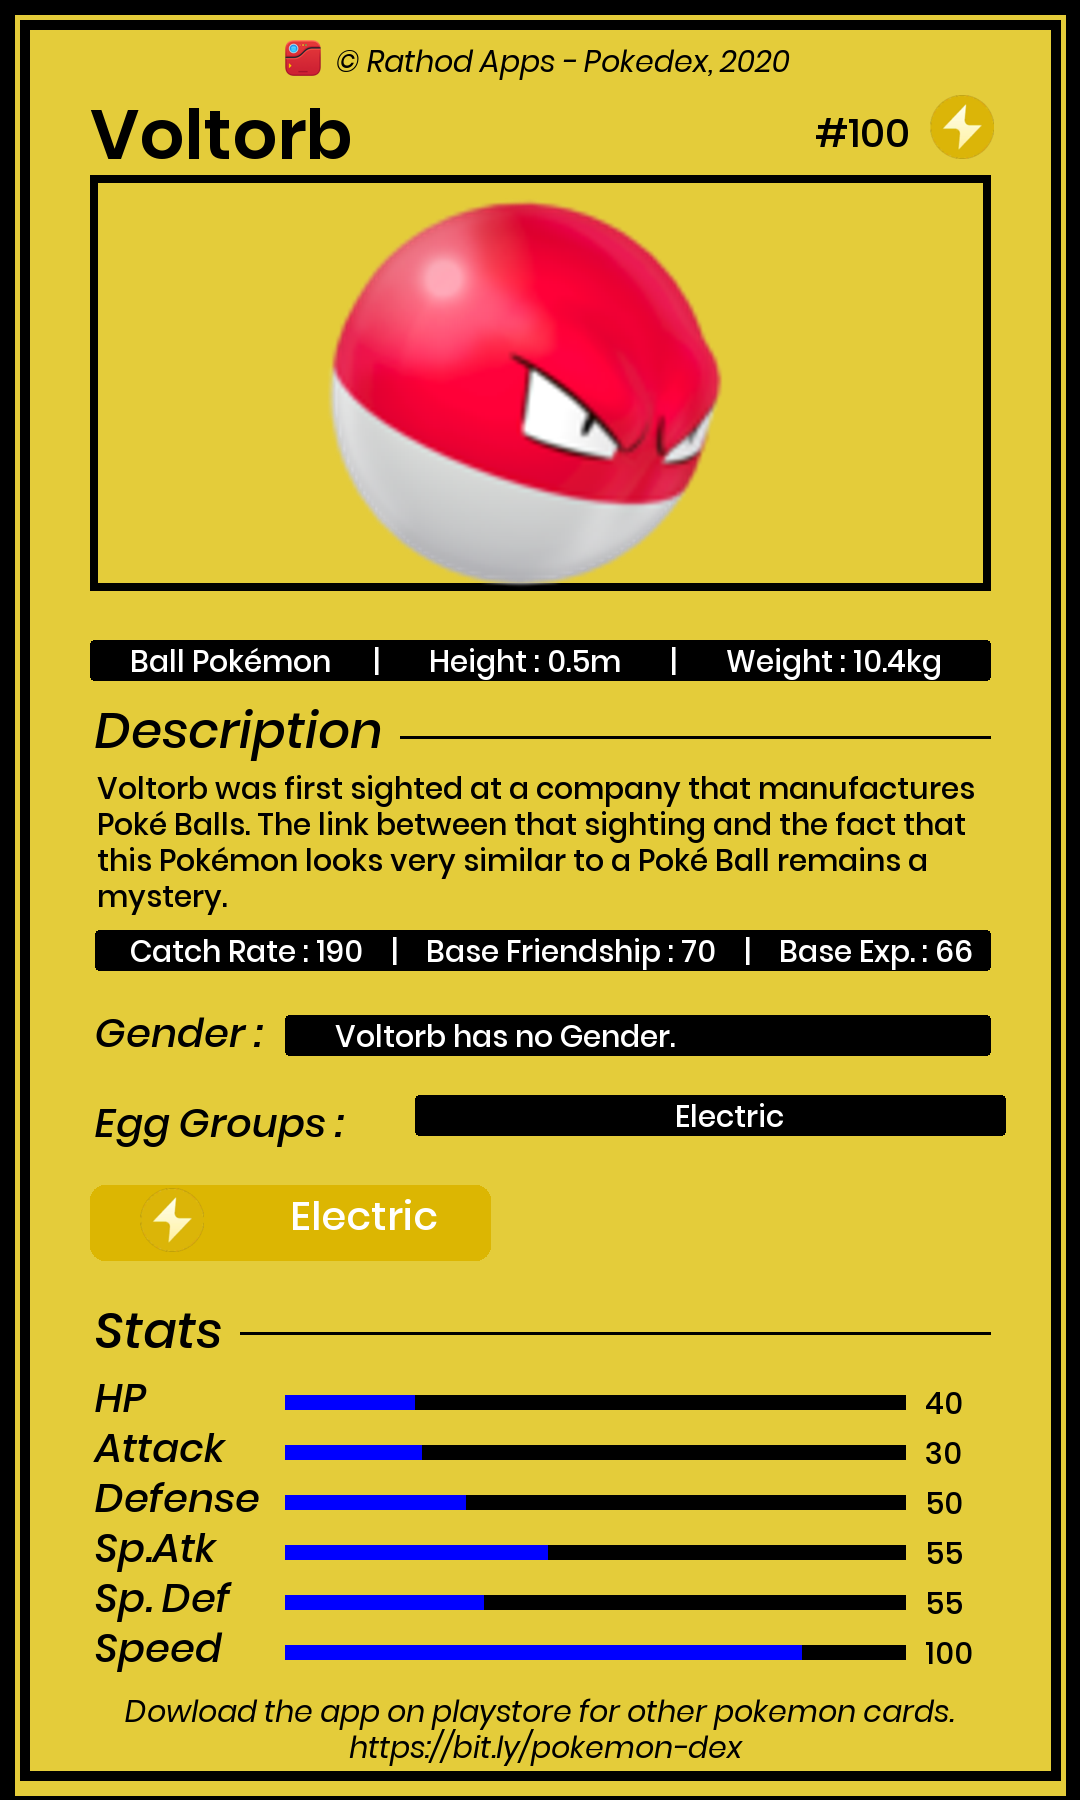 © Rathod Apps - Pokedex, 2020
Voltorb #100
Ball Pokémon | Height : 0.5m | Weight : 10.4kg
Description
Voltorb was first sighted at a company that manufactures
Poké Balls. The link between that sighting and the fact that
this Pokémon looks very similar to a Poké Ball remains a
mystery.
Catch Rate : 190 | Base Friendship : 70 | Base Exp. : 66
Gender : Voltorb has no Gender.
Egg Groups : Electric
Electric
Stats
HP 40
Attack 30
Defense 50
Sp.Atk 55
Sp. Def 55
Speed 100
Dowload the app on playstore for other pokemon cards.
https://bit.ly/pokemon-dex